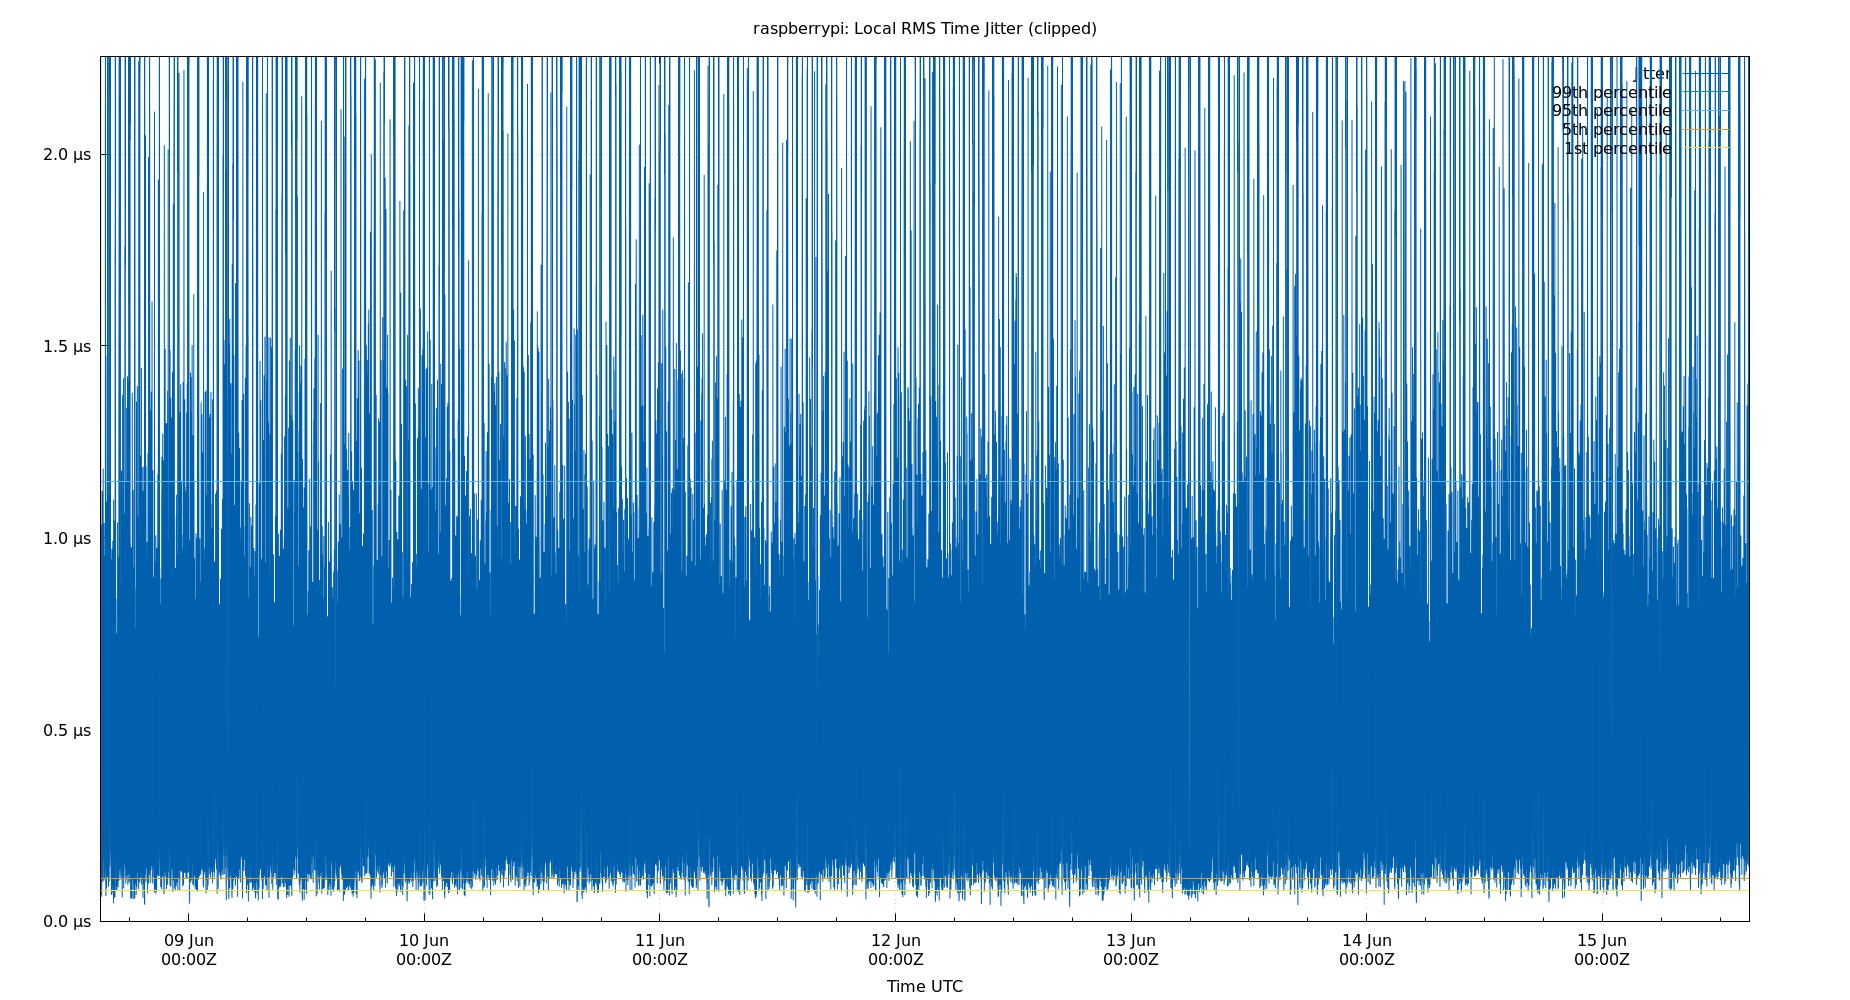 raspberrypi: Local RMS Time Jitter (clipped)
jitter
99th percentile
95th percentile
5th percentile
1st percentile
2.0 μs
1.5 μs
1.0 μs
0.5 μs
0.0 μs
09 Jun 10 Jun 11 Jun 12 Jun 13 Jun 14 Jun 15 Jun
00:00Z 00:00Z 00:00Z 00:00Z 00:00Z 00:00Z 00:00Z
Time UTC